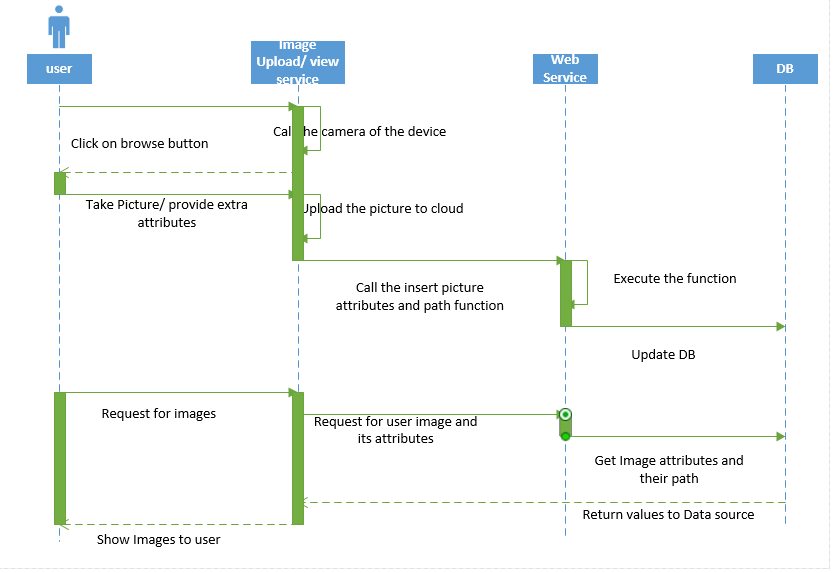 user
Image
Upload/ view
service
Web
Service
DB
Call the camera of the device
Click on browse button
Take Picture/ provide extra
attributes
Upload the picture to cloud
Call the insert picture
attributes and path function
Execute the function
Update DB
Request for images
Request for user image and
its attributes
Get Image attributes and
their path
Return values to Data source
Show Images to user